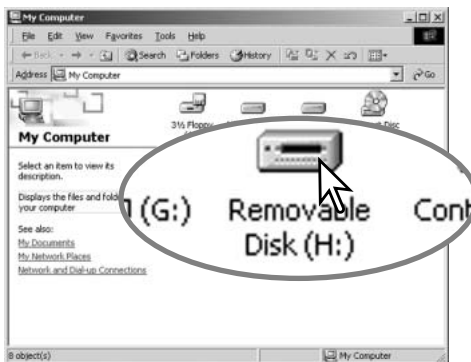 My Computer
File Edit View Favorites Tools Help
Back Search Folders History
Address My Computer Go
3½ Floppy
Disc
My Computer
Select an item to view its
description.
Displays the files and
your computer
See also:
My Documents
My Network Places
Network and Dial-up Connections
(G:) Removable Cont
Disk (H:)
8 object(s) My Computer